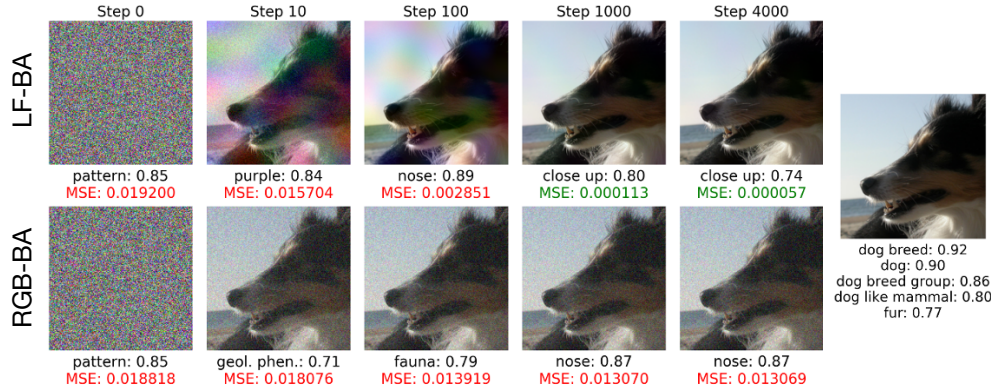 Step 0 Step 10 Step 100 Step 1000 Step 4000
LF-BA
pattern: 0.85 purple: 0.84 nose: 0.89 close up: 0.80 close up: 0.74
MSE: 0.019200 MSE: 0.015704 MSE: 0.002851 MSE: 0.000113 MSE: 0.000057
RGB-BA
pattern: 0.85 geol. phen.: 0.71 fauna: 0.79 nose: 0.87 nose: 0.87
MSE: 0.018818 MSE: 0.018076 MSE: 0.013919 MSE: 0.013070 MSE: 0.013069
dog breed: 0.92
dog: 0.90
dog breed group: 0.86
dog like mammal: 0.80
fur: 0.77